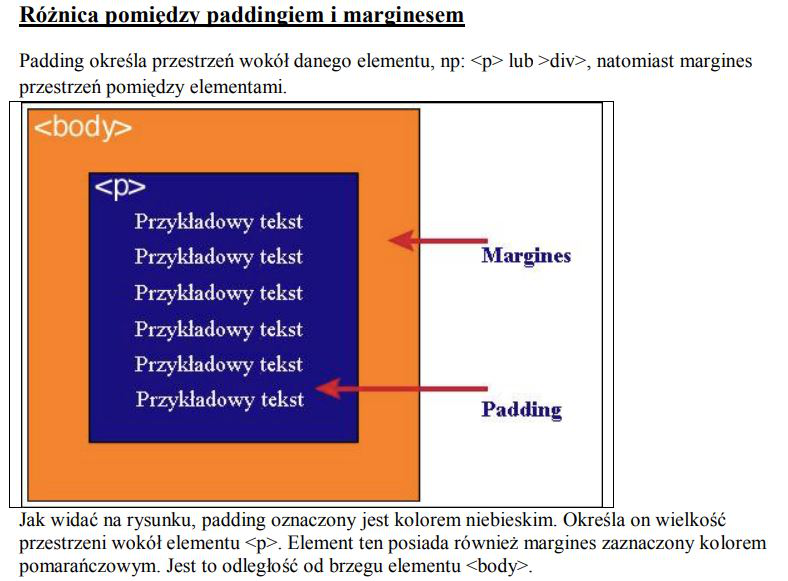 Różnica pomiędzy paddingiem i marginesem
Padding określa przestrzeń wokół danego elementu, np: <p> lub >div>, natomiast margines
przestrzeń pomiędzy elementami.
<body>
<p>
Przykładowy tekst
Przykładowy tekst
Margines
Przykładowy tekst
Przykładowy tekst
Przykładowy tekst
Przykładowy tekst
Padding
Jak widać na rysunku, padding oznaczony jest kolorem niebieskim. Określa on wielkość
przestrzeni wokół elementu <p>. Element ten posiada również margines zaznaczony kolorem
pomarańczowym. Jest to odległość od brzegu elementu <body>.